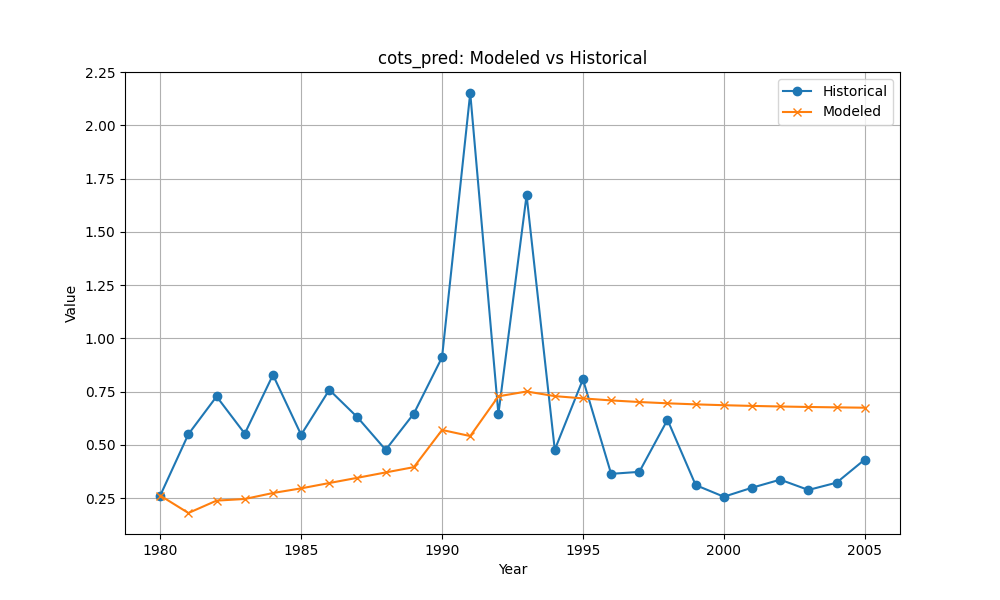 cots_pred: Modeled vs Historical
Historical
Modeled
Value
2.25
2.00
1.75
1.50
1.25
1.00
0.75
0.50
0.25
1980 1985 1990 1995 2000 2005
Year